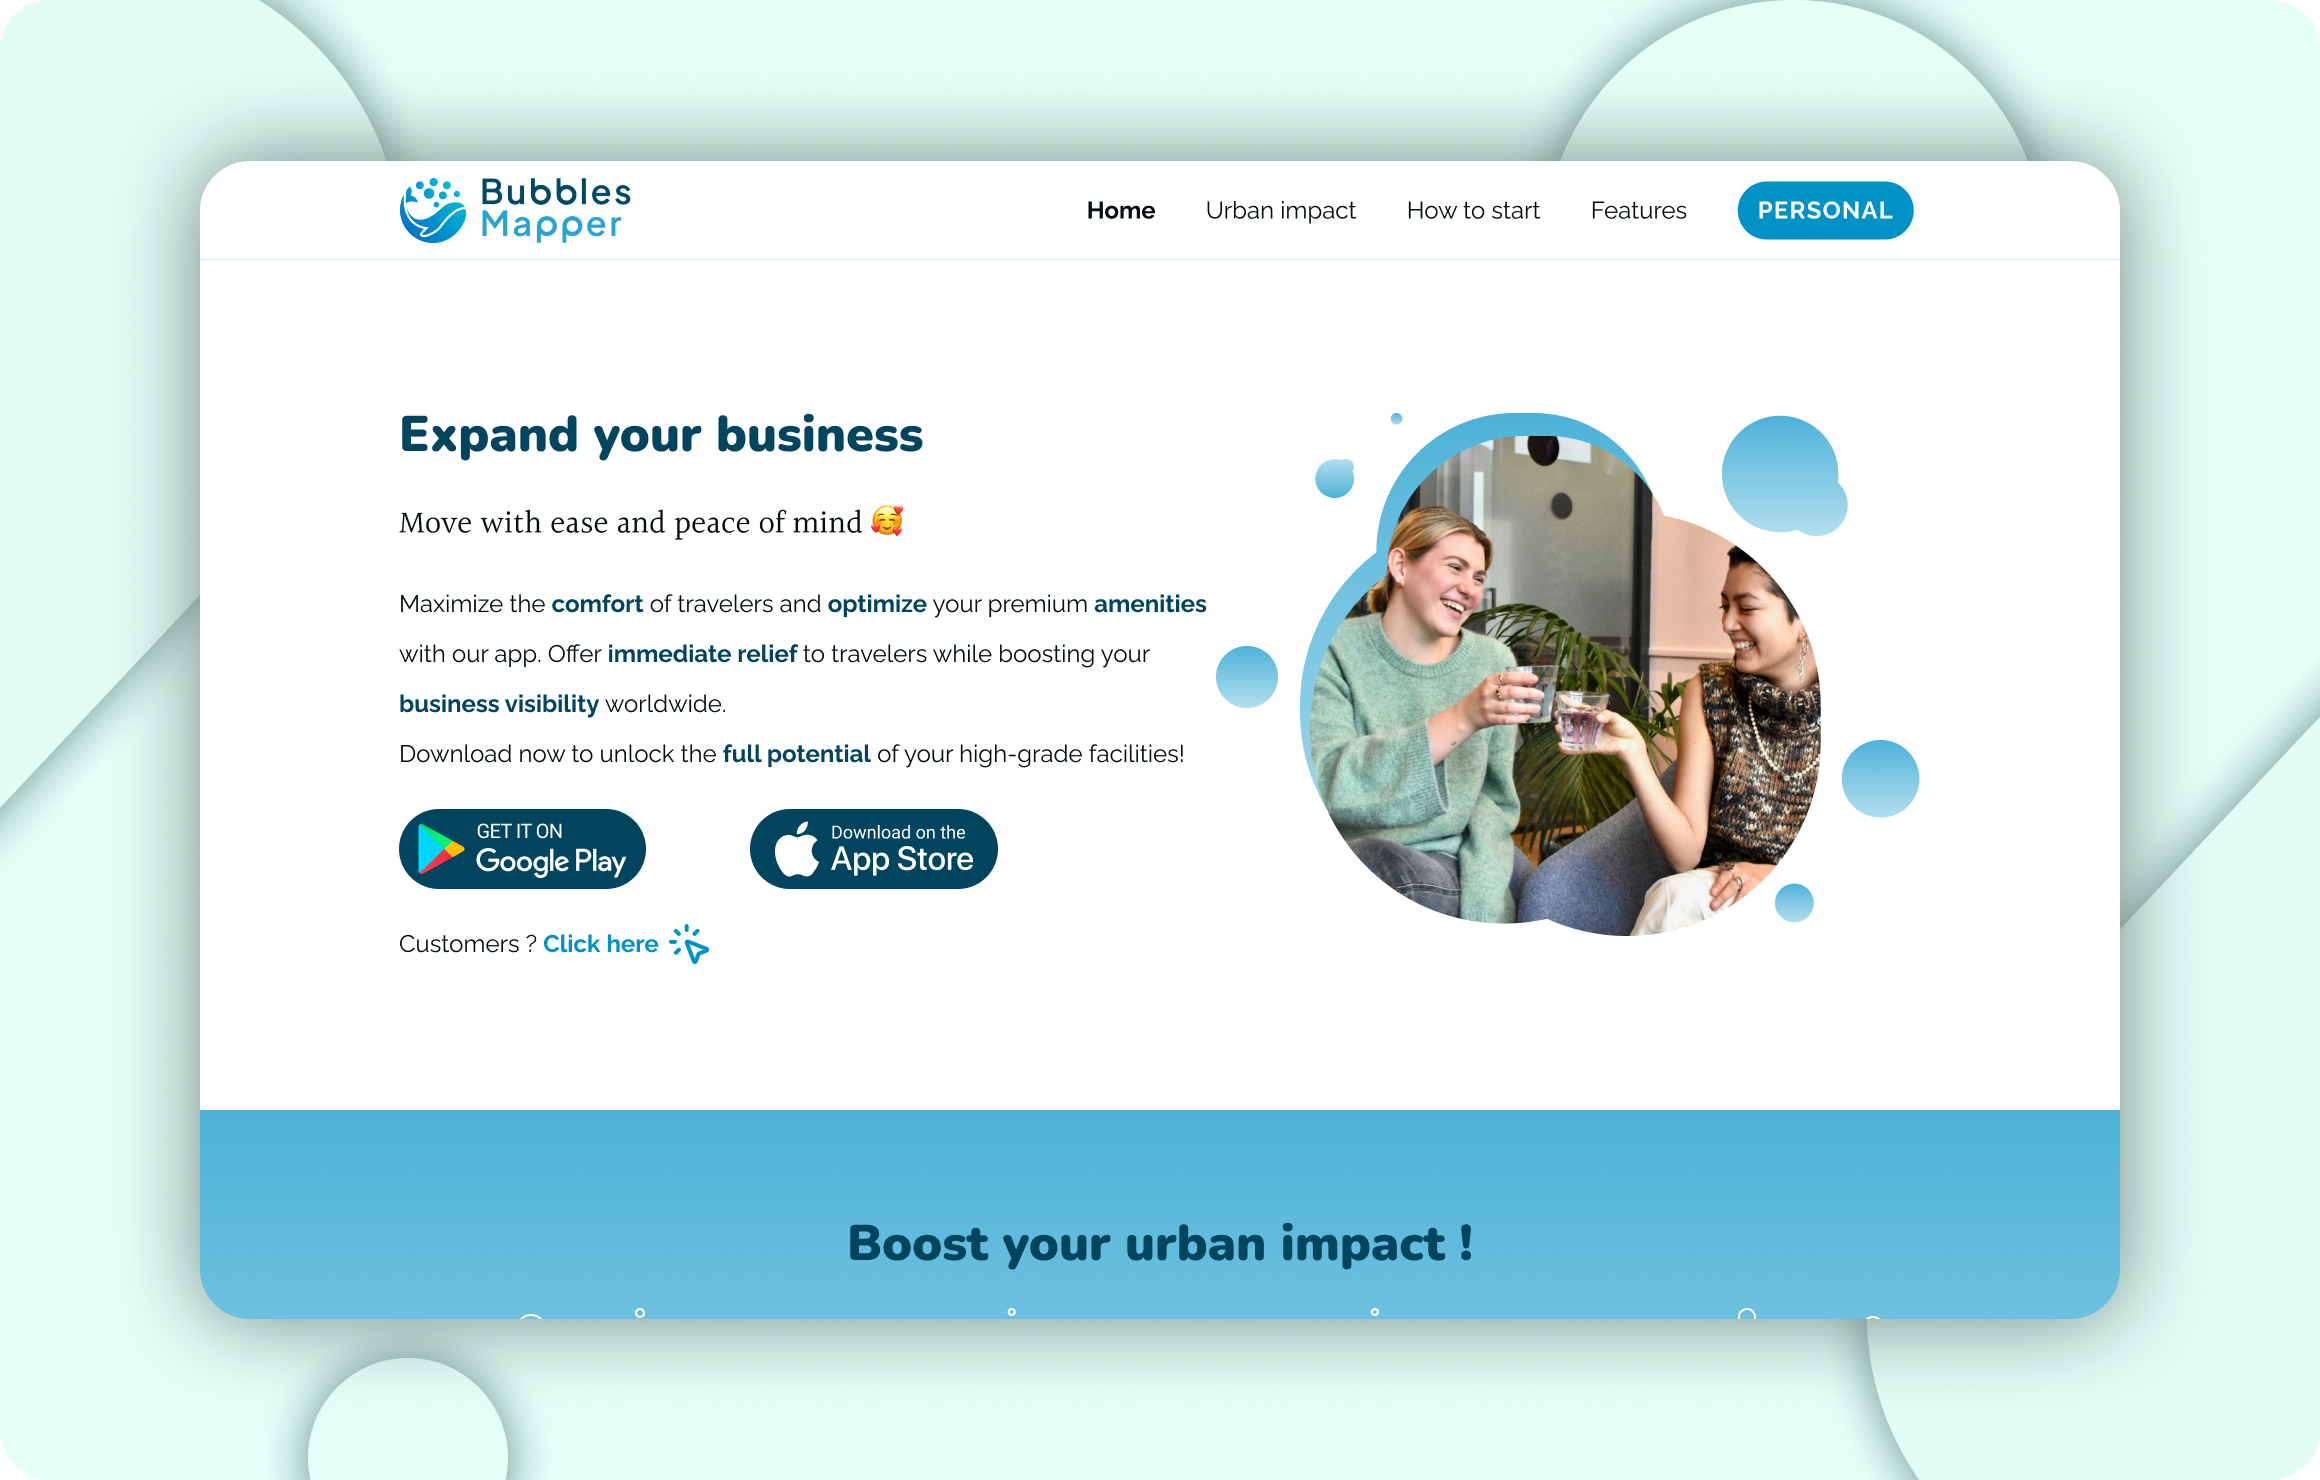 Bubbles
Mapper
Home Urban impact How to start Features PERSONAL
Expand your business
Move with ease and peace of mind 🥰
Maximize the comfort of travelers and optimize your premium amenities
with our app. Offer immediate relief to travelers while boosting your
business visibility worldwide.
Download now to unlock the full potential of your high-grade facilities!
GET IT ON
Google Play
Download on the
App Store
Customers ? Click here
Boost your urban impact !